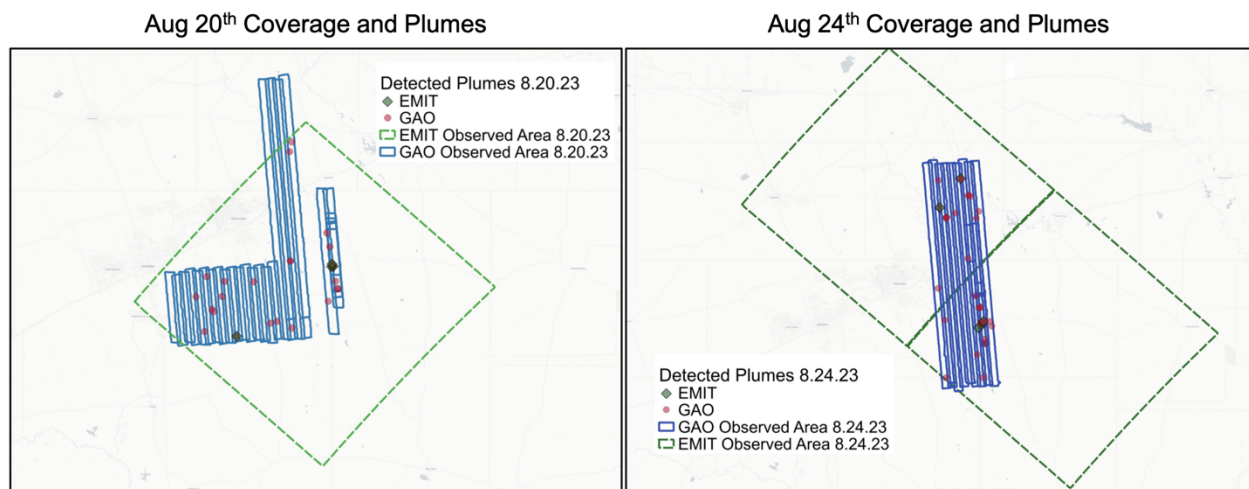 Aug 20th Coverage and Plumes
Detected Plumes 8.20.23
EMIT
GAO
EMIT Observed Area 8.20.23
GAO Observed Area 8.20.23
Aug 24th Coverage and Plumes
Detected Plumes 8.24.23
EMIT
GAO
GAO Observed Area 8.24.23
EMIT Observed Area 8.24.23